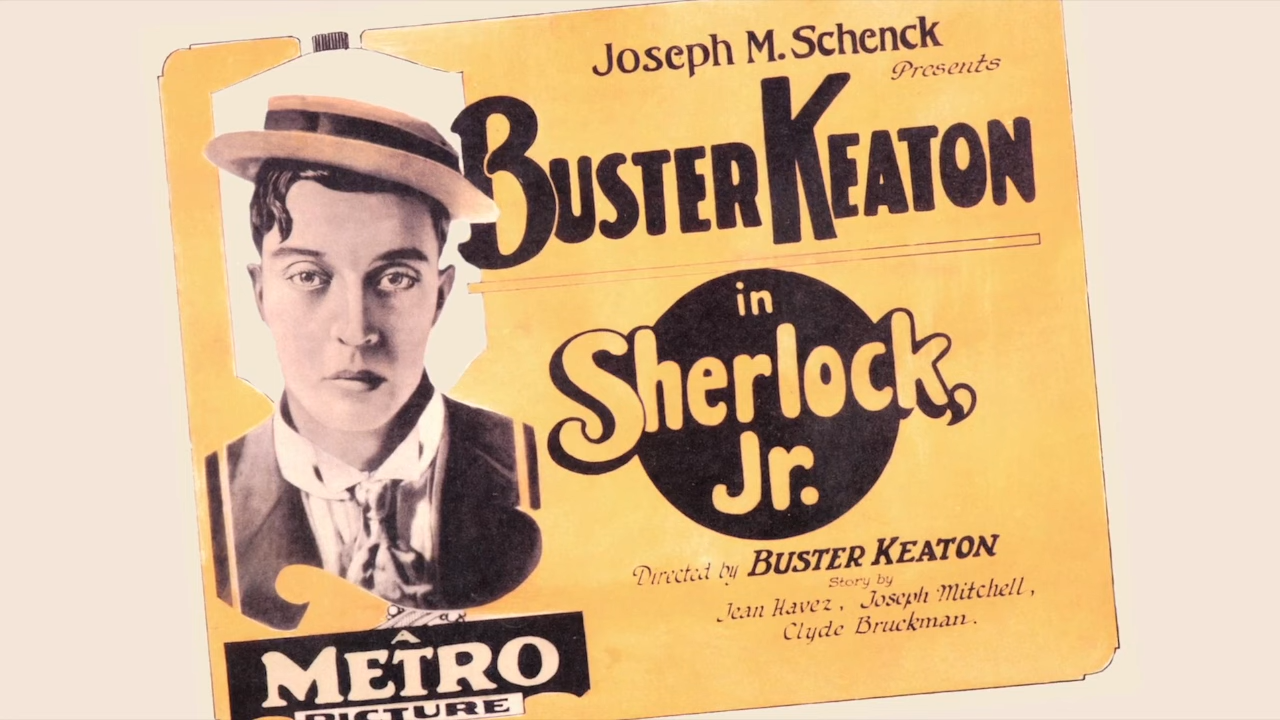 Joseph M. Schenck
Presents
BUSTER KEATON
in
Sherlock,
Jr.
Directed by BUSTER KEATON
Story by
Jean Havez, Joseph Mitchell,
Clyde Bruckman.
A
METRO
PICTURE